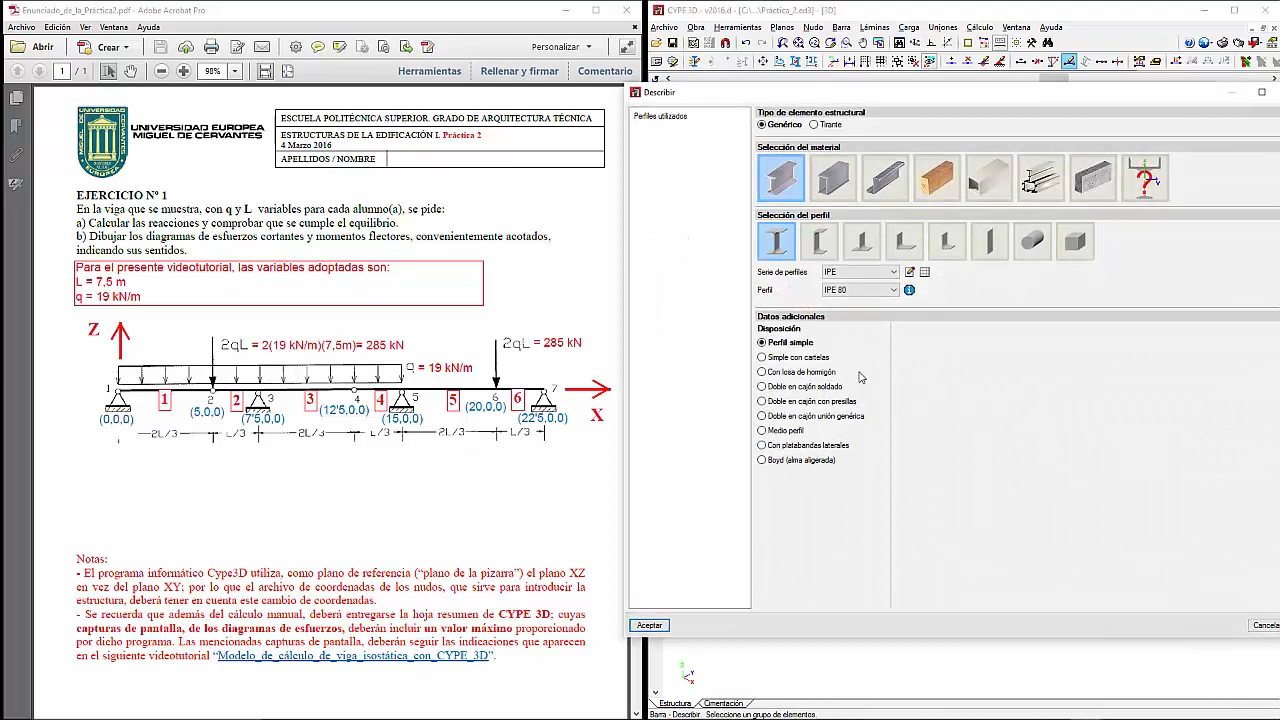 Enunciado_de_la_Práctica2.pdf - Adobe Acrobat Pro
Archivo Edición Ver Ventana Ayuda
Abrir Crear Personalizar
1 / 1 98% Herramientas Rellenar y firmar Comentario
UNIVERSIDAD EUROPEA
MIGUEL DE CERVANTES
ESCUELA POLITÉCNICA SUPERIOR. GRADO DE ARQUITECTURA TÉCNICA
ESTRUCTURAS DE LA EDIFICACIÓN I. Práctica 2
4 Marzo 2016
APELLIDOS / NOMBRE
EJERCICIO Nº 1
En la viga que se muestra, con q y L variables para cada alumno(a), se pide:
a) Calcular las reacciones y comprobar que se cumple el equilibrio.
b) Dibujar los diagramas de esfuerzos cortantes y momentos flectores, convenientemente acotados,
indicando sus sentidos.
Para el presente videotutorial, las variables adoptadas son:
L = 7,5 m
q = 19 kN/m
Z
2qL = 2(19 kN/m)(7,5m)= 285 kN
2qL = 285 kN
q = 19 kN/m
1 2 3 5 6 7
1 2 3 4 5 6
X
(0,0,0) (5,0,0) (7'5,0,0) (12'5,0,0) (15,0,0) (20,0,0) (22'5,0,0)
2L/3 L/3 2L/3 L/3 2L/3 L/3
Notas:
- El programa informático Cype3D utiliza, como plano de referencia ("plano de la pizarra") el plano XZ
en vez del plano XY; por lo que el archivo de coordenadas de los nudos, que sirve para introducir la
estructura, deberá tener en cuenta este cambio de coordenadas.
- Se recuerda que además del cálculo manual, deberá entregarse la hoja resumen de CYPE 3D; cuyas
capturas de pantalla, de los diagramas de esfuerzos, deberán incluir un valor máximo proporcionado
por dicho programa. Las mencionadas capturas de pantalla, deberán seguir las indicaciones que aparecen
en el siguiente videotutorial "Modelo_de_cálculo_de_viga_isostática_con_CYPE_3D".
CYPE 3D - v2016.d - [C:\...\Práctica_2.ed3] - [3D]
Archivo Obra Herramientas Planos Nudo Barra Láminas Carga Uniones Cálculo Ventana Ayuda
Describir
Perfiles utilizados
Tipo de elemento estructural
Genérico Tirante
Selección del material
Selección del perfil
Serie de perfiles IPE
Perfil IPE 80
Datos adicionales
Disposición
Perfil simple
Simple con cartelas
Con losa de hormigón
Doble en cajón soldado
Doble en cajón con presillas
Doble en cajón unión genérica
Medio perfil
Con platabandas laterales
Boyd (alma aligerada)
Aceptar Cancela
Z Y X
Estructura Cimentación
Barra - Describir Seleccione un grupo de elementos.